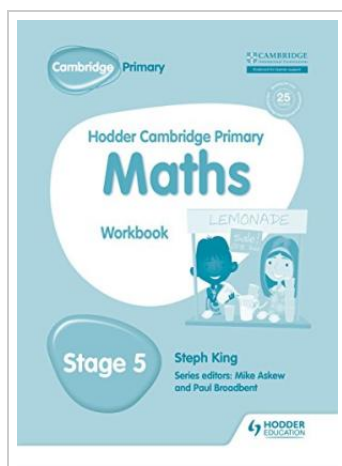 Cambridge Primary
CAMBRIDGE
25
Hodder Cambridge Primary
Maths
Workbook
LEMONADE
Sale!
Stage 5
Steph King
Series editors: Mike Askew
and Paul Broadbent
HODDER
EDUCATION